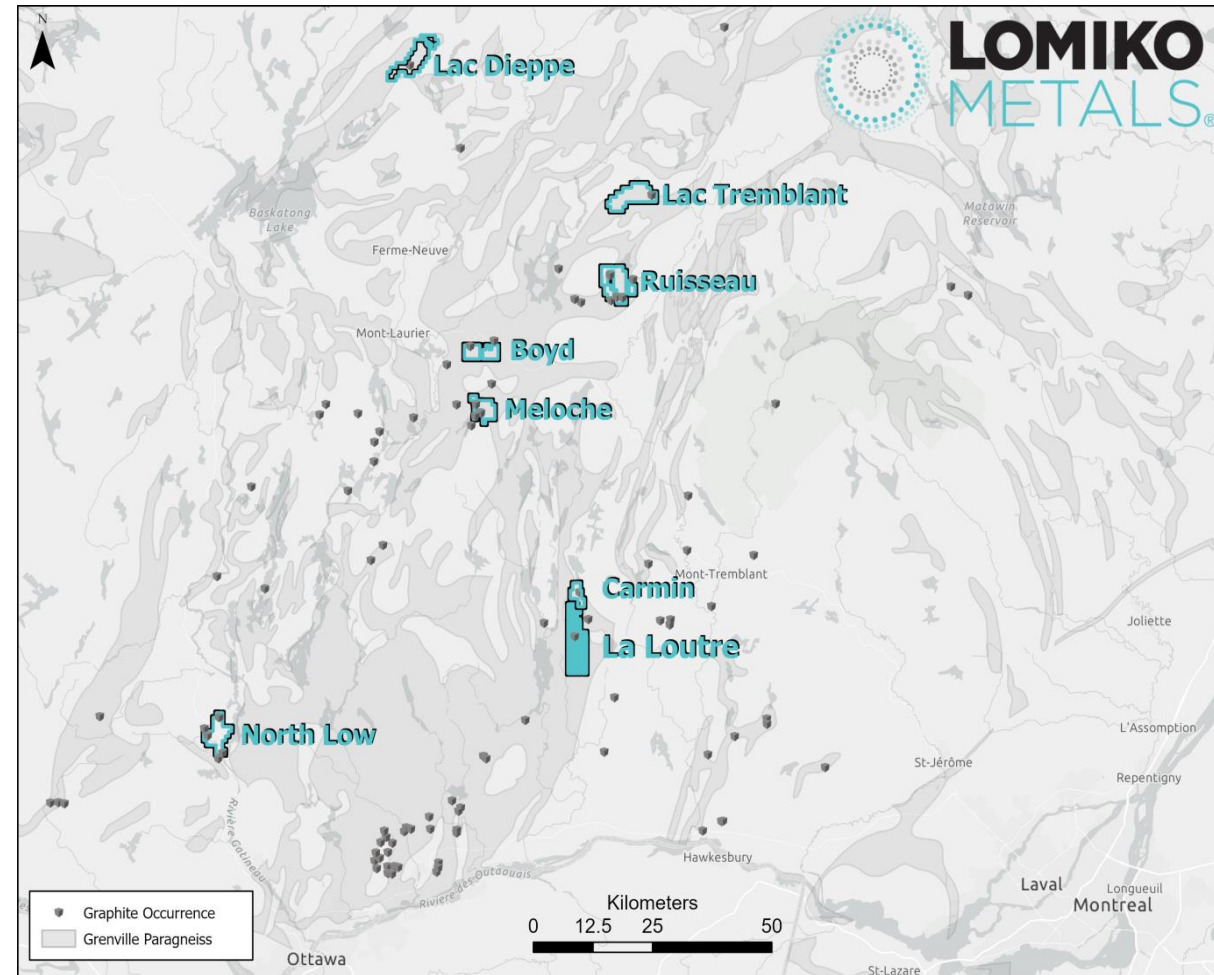 N
LOMIKO
METALS®
Lac Dieppe
Lac Tremblant
Baskatong
Lake
Matawin
Reservoir
Ferme-Neuve
Ruisseau
Mont-Laurier
Boyd
Meloche
Mont-Tremblant
Carmin
Joliette
La Loutre
North Low
L'Assomption
St-Jérôme
Repentigny
Rivière Gatineau
Hawkesbury
Rivière des Outaouais
Laval
Longueuil
Montreal
Graphite Occurrence
Grenville Paragneiss
Kilometers
0 12.5 25 50
Ottawa
St-Lazare